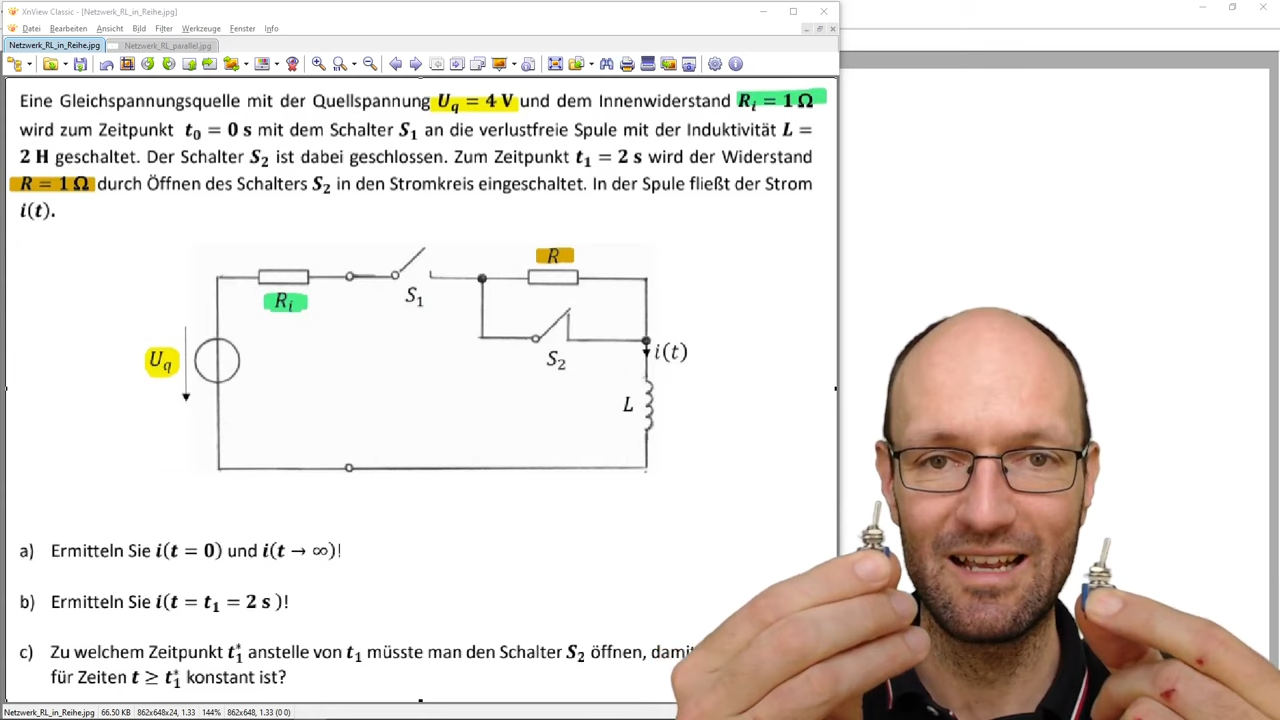 XnView Classic - [Netzwerk_RL_in_Reihe.jpg]
Datei Bearbeiten Ansicht Bild Filter Werkzeuge Fenster Info
Netzwerk_RL_in_Reihe.jpg Netzwerk_RL_parallel.jpg
Eine Gleichspannungsquelle mit der Quellspannung U_q = 4 V und dem Innenwiderstand R_i = 1 Ω
wird zum Zeitpunkt t_0 = 0 s mit dem Schalter S_1 an die verlustfreie Spule mit der Induktivität L =
2 H geschaltet. Der Schalter S_2 ist dabei geschlossen. Zum Zeitpunkt t_1 = 2 s wird der Widerstand
R = 1 Ω durch Öffnen des Schalters S_2 in den Stromkreis eingeschaltet. In der Spule fließt der Strom
i(t).
R
R_i
S_1
U_q
S_2
i(t)
L
a) Ermitteln Sie i(t = 0) und i(t → ∞)!
b) Ermitteln Sie i(t = t_1 = 2 s )!
c) Zu welchem Zeitpunkt t_1^* anstelle von t_1 müsste man den Schalter S_2 öffnen, damit
für Zeiten t ≥ t_1^* konstant ist?
Netzwerk_RL_in_Reihe.jpg 66.50 KB 862x648x24, 1.33 144% 862x648, 1.33 (0 0)